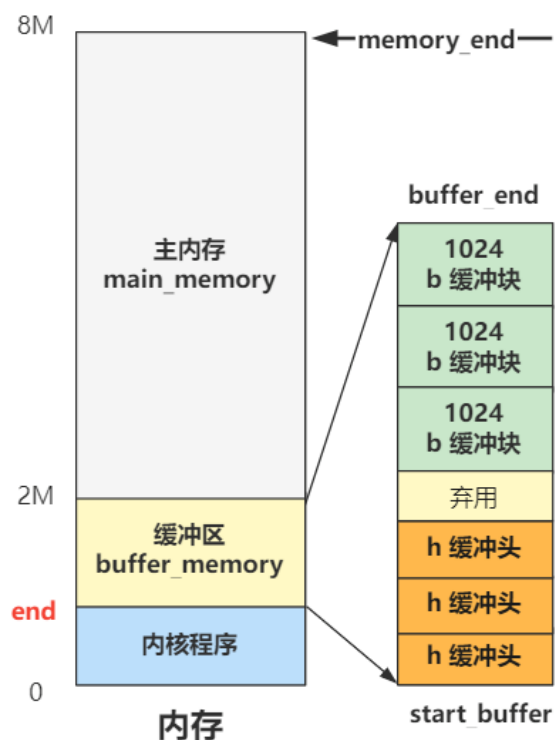 8M
memory_end
主内存
main_memory
2M
缓冲区
buffer_memory
end
内核程序
0
内存
buffer_end
1024
b 缓冲块
1024
b 缓冲块
1024
b 缓冲块
弃用
h 缓冲头
h 缓冲头
h 缓冲头
start_buffer